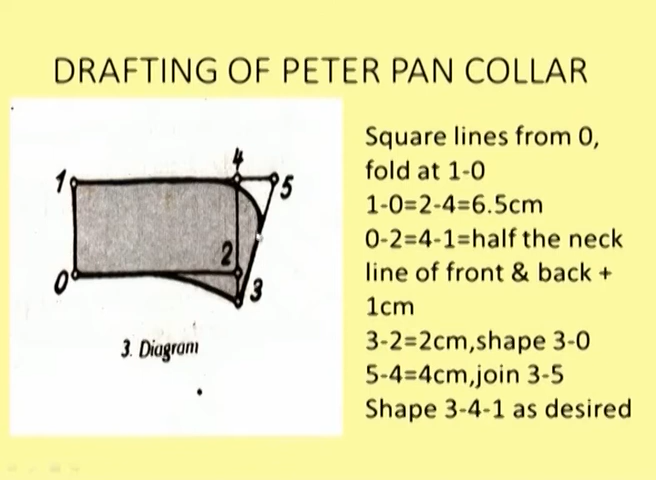 DRAFTING OF PETER PAN COLLAR
4
1
5
2
0
3
3. Diagram
Square lines from 0,
fold at 1-0
1-0=2-4=6.5cm
0-2=4-1=half the neck
line of front & back +
1cm
3-2=2cm,shape 3-0
5-4=4cm,join 3-5
Shape 3-4-1 as desired